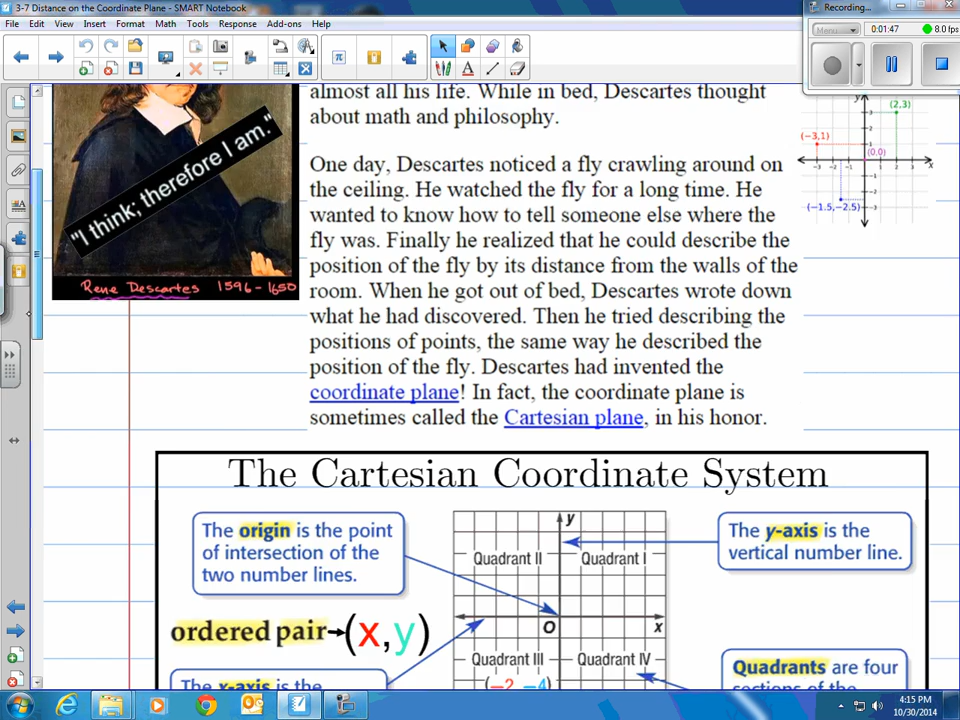 3-7 Distance on the Coordinate Plane - SMART Notebook
Recording...
File Edit View Insert Format Math Tools Response Add-ons Help
Menu
0:01:47
8.0 fps
π
A
almost all his life. While in bed, Descartes thought
about math and philosophy.
"I think; therefore I am."
Rene Descartes 1596 - 1650
One day, Descartes noticed a fly crawling around on
the ceiling. He watched the fly for a long time. He
wanted to know how to tell someone else where the
fly was. Finally he realized that he could describe the
position of the fly by its distance from the walls of the
room. When he got out of bed, Descartes wrote down
what he had discovered. Then he tried describing the
positions of points, the same way he described the
position of the fly. Descartes had invented the
coordinate plane! In fact, the coordinate plane is
sometimes called the Cartesian plane, in his honor.
y
(2,3)
(−3,1)
(0,0)
x
(−1.5,−2.5)
The Cartesian Coordinate System
The origin is the point
of intersection of the
two number lines.
ordered pair→(x,y)
The x-axis is the
y
Quadrant II Quadrant I
O x
Quadrant III Quadrant IV
(−2, −4)
The y-axis is the
vertical number line.
Quadrants are four
sections of the
4:15 PM
10/30/2014